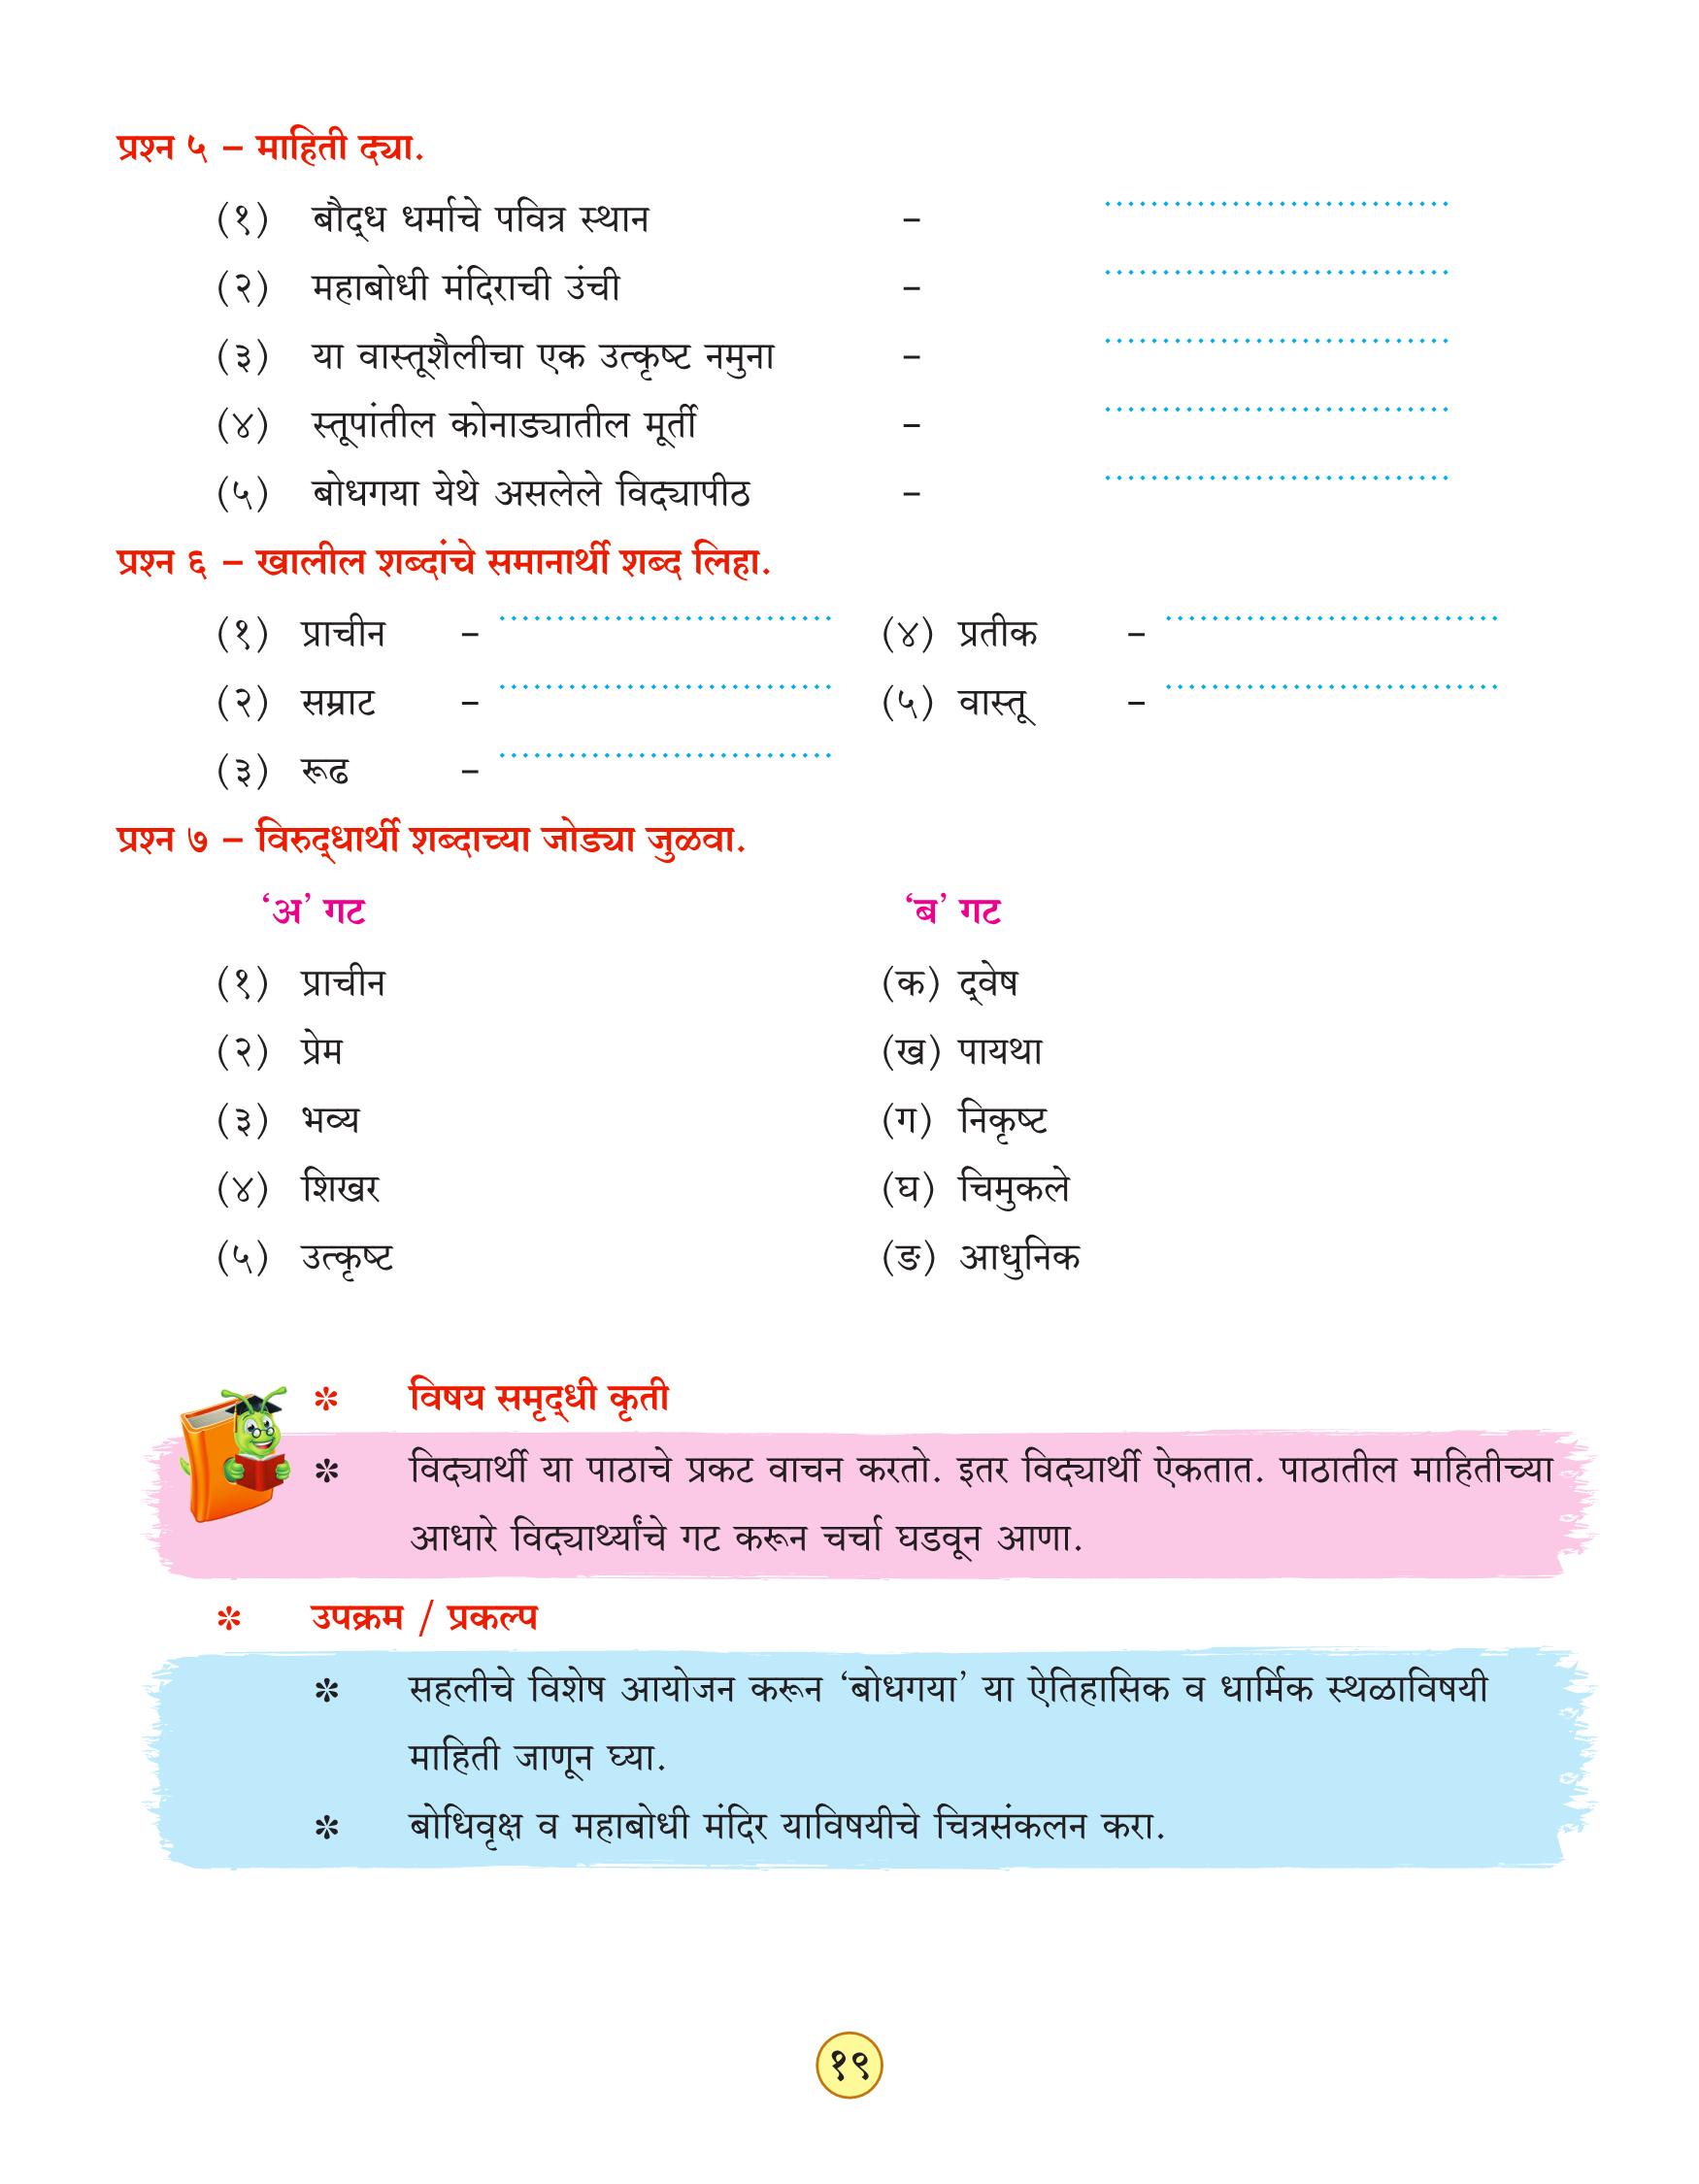 प्रश्न ५ – माहिती द्या.
(१) बौद्ध धर्माचे पवित्र स्थान – ..............................
(२) महाबोधी मंदिराची उंची – ..............................
(३) या वास्तूशैलीचा एक उत्कृष्ट नमुना – ..............................
(४) स्तूपांतील कोनाड्यातील मूर्ती – ..............................
(५) बोधगया येथे असलेले विद्यापीठ – ..............................
प्रश्न ६ – खालील शब्दांचे समानार्थी शब्द लिहा.
(१) प्राचीन – ............................. (४) प्रतीक – .............................
(२) सम्राट – ............................. (५) वास्तू – .............................
(३) रूढ – .............................
प्रश्न ७ – विरुद्धार्थी शब्दाच्या जोड्या जुळवा.
‘अ’ गट ‘ब’ गट
(१) प्राचीन (क) द्वेष
(२) प्रेम (ख) पायथा
(३) भव्य (ग) निकृष्ट
(४) शिखर (घ) चिमुकले
(५) उत्कृष्ट (ङ) आधुनिक
✽ विषय समृद्धी कृती
✽ विद्यार्थी या पाठाचे प्रकट वाचन करतो. इतर विद्यार्थी ऐकतात. पाठातील माहितीच्या
आधारे विद्यार्थ्यांचे गट करून चर्चा घडवून आणा.
✽ उपक्रम / प्रकल्प
✽ सहलीचे विशेष आयोजन करून ‘बोधगया’ या ऐतिहासिक व धार्मिक स्थळाविषयी
माहिती जाणून घ्या.
✽ बोधिवृक्ष व महाबोधी मंदिर याविषयीचे चित्रसंकलन करा.
१९